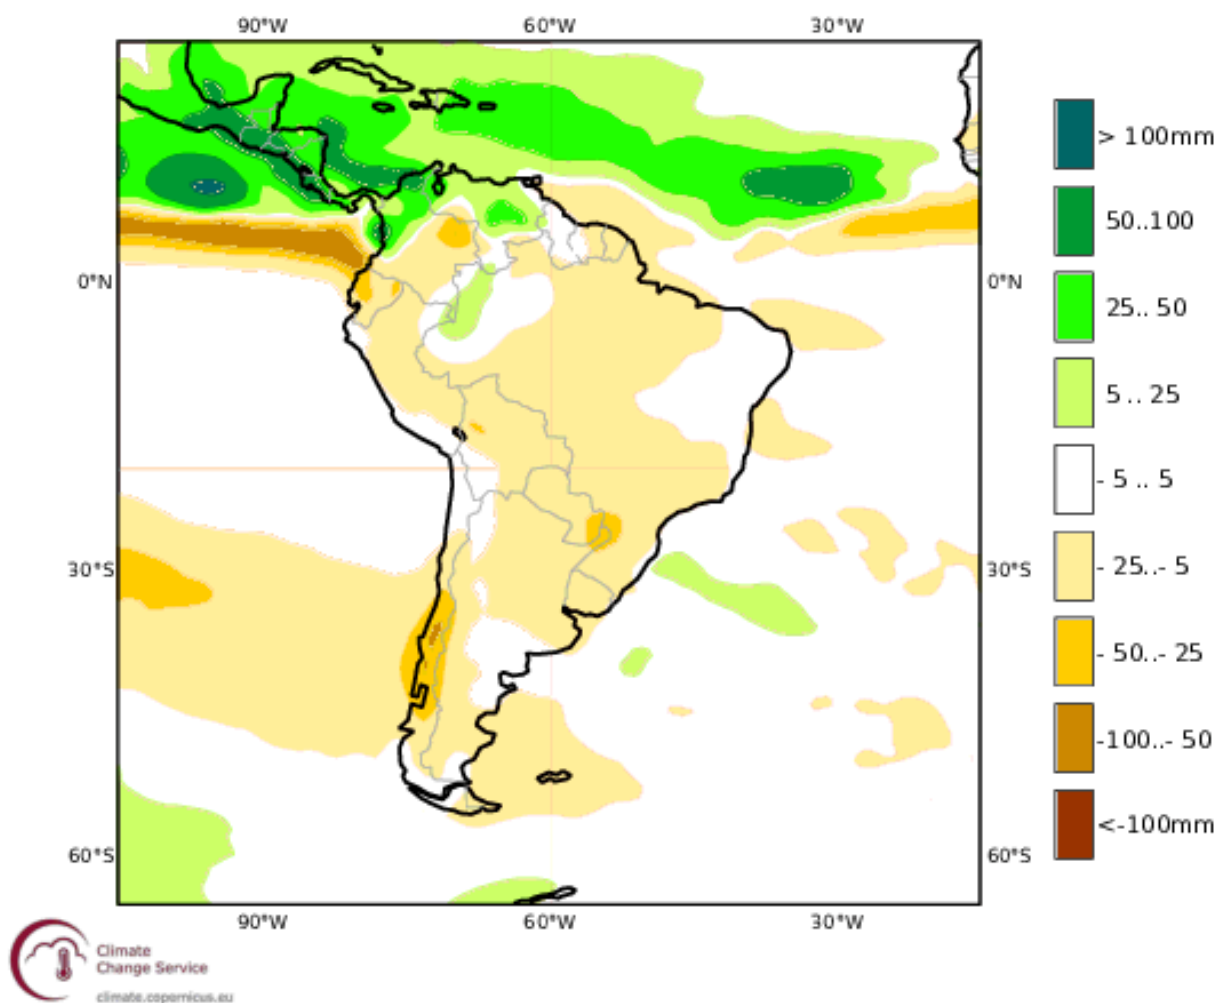 90°W 60°W 30°W
> 100mm
50..100
0°N 0°N
25.. 50
5 .. 25
- 5 .. 5
30°S 30°S
- 25..- 5
- 50..- 25
-100..- 50
<-100mm
60°S 60°S
90°W 60°W 30°W
Climate
Change Service
climate.copernicus.eu